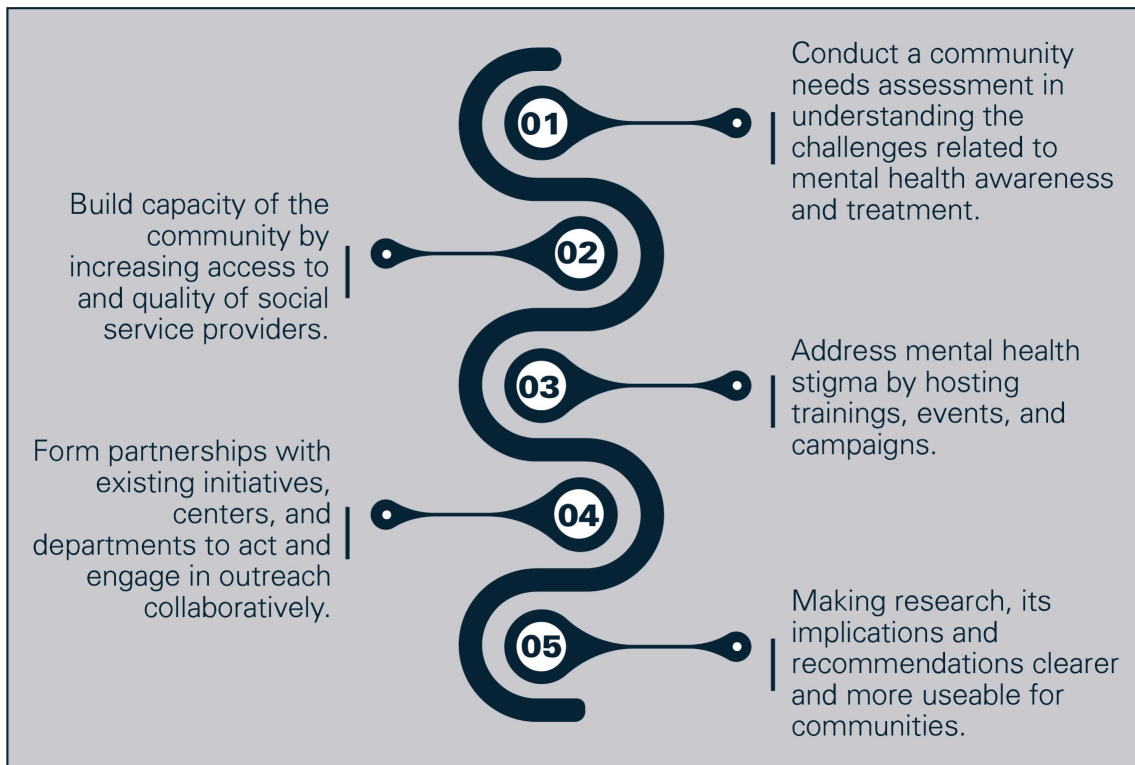 01
Conduct a community
needs assessment in
understanding the
challenges related to
mental health awareness
and treatment.
Build capacity of the
community by
increasing access to
and quality of social
service providers.
02
03
Address mental health
stigma by hosting
trainings, events, and
campaigns.
Form partnerships with
existing initiatives,
centers, and
departments to act and
engage in outreach
collaboratively.
04
05
Making research, its
implications and
recommendations clearer
and more useable for
communities.